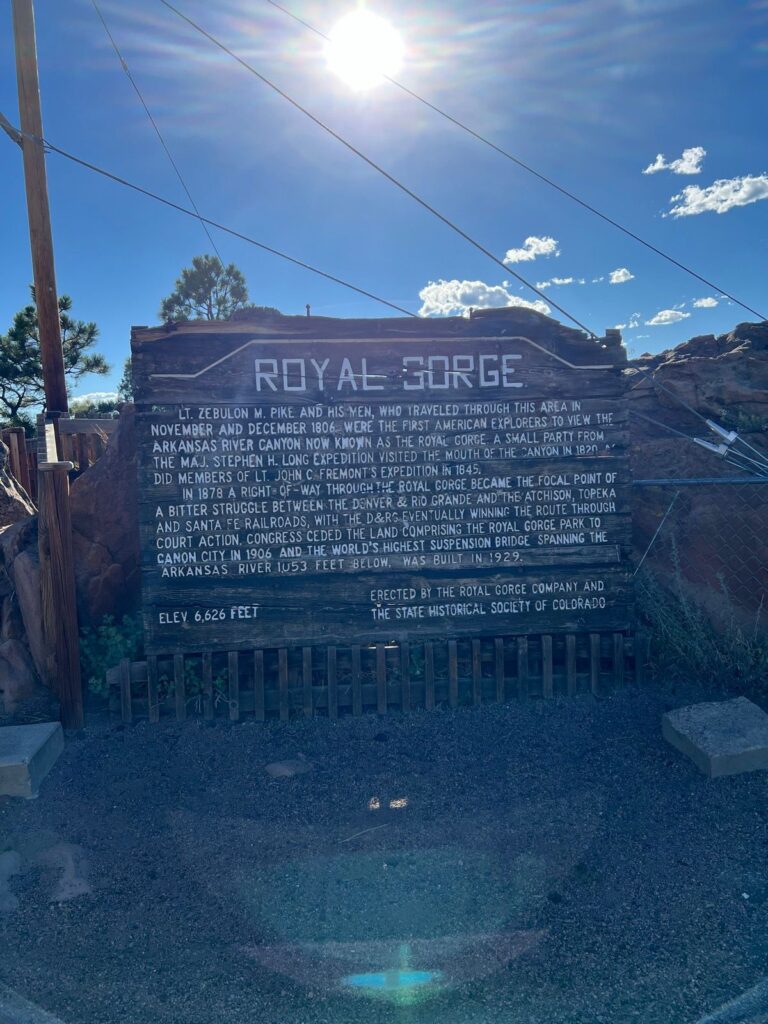 ROYAL GORGE
LT. ZEBULON M. PIKE AND HIS MEN, WHO TRAVELED THROUGH THIS AREA IN
NOVEMBER AND DECEMBER 1806, WERE THE FIRST AMERICAN EXPLORERS TO VIEW THE
ARKANSAS RIVER CANYON NOW KNOWN AS THE ROYAL GORGE. A SMALL PARTY FROM
THE MAJ. STEPHEN H. LONG EXPEDITION VISITED THE MOUTH OF THE CANYON IN 1820 AS
DID MEMBERS OF LT. JOHN C. FREMONT'S EXPEDITION IN 1845.
IN 1878 A RIGHT-OF-WAY THROUGH THE ROYAL GORGE BECAME THE FOCAL POINT OF
A BITTER STRUGGLE BETWEEN THE DENVER & RIO GRANDE AND THE ATCHISON, TOPEKA
AND SANTA FE RAILROADS, WITH THE D&RG EVENTUALLY WINNING THE ROUTE THROUGH
COURT ACTION. CONGRESS CEDED THE LAND COMPRISING THE ROYAL GORGE PARK TO
CANON CITY IN 1906 AND THE WORLD'S HIGHEST SUSPENSION BRIDGE SPANNING THE
ARKANSAS RIVER 1053 FEET BELOW, WAS BUILT IN 1929.
ELEV 6,626 FEET
ERECTED BY THE ROYAL GORGE COMPANY AND
THE STATE HISTORICAL SOCIETY OF COLORADO